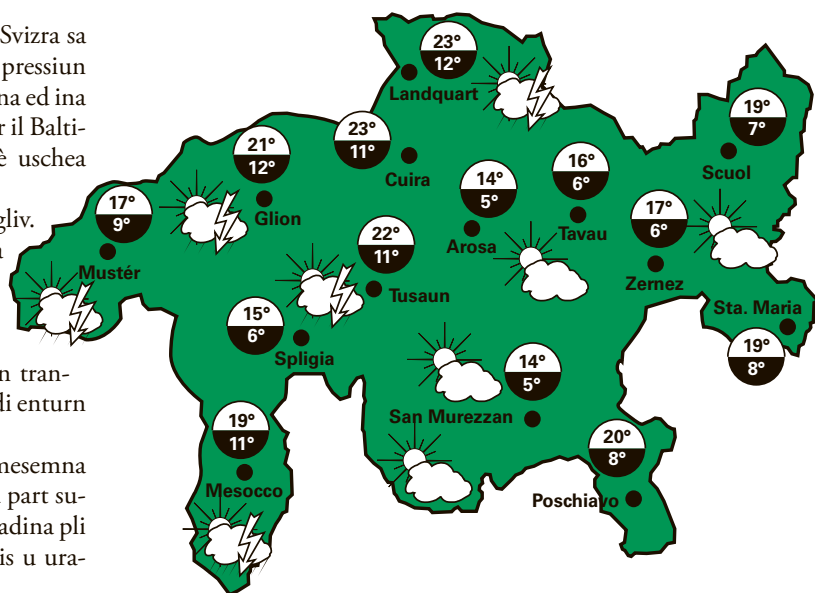 Svizra sa
pressiun
na ed ina
r il Balti-
è uschea
gliv.
a
n tran-
di enturn
mesemna
part su-
adina pli
is u ura-
23°
12°
Landquart
19°
7°
Scuol
23°
11°
Cuira
21°
12°
Glion
16°
6°
Tavau
14°
5°
Arosa
17°
9°
Mustér
17°
6°
Zernez
22°
11°
Tusaun
Sta. Maria
19°
8°
15°
6°
Spligia
14°
5°
San Murezzan
19°
11°
Mesocco
20°
8°
Poschiavo